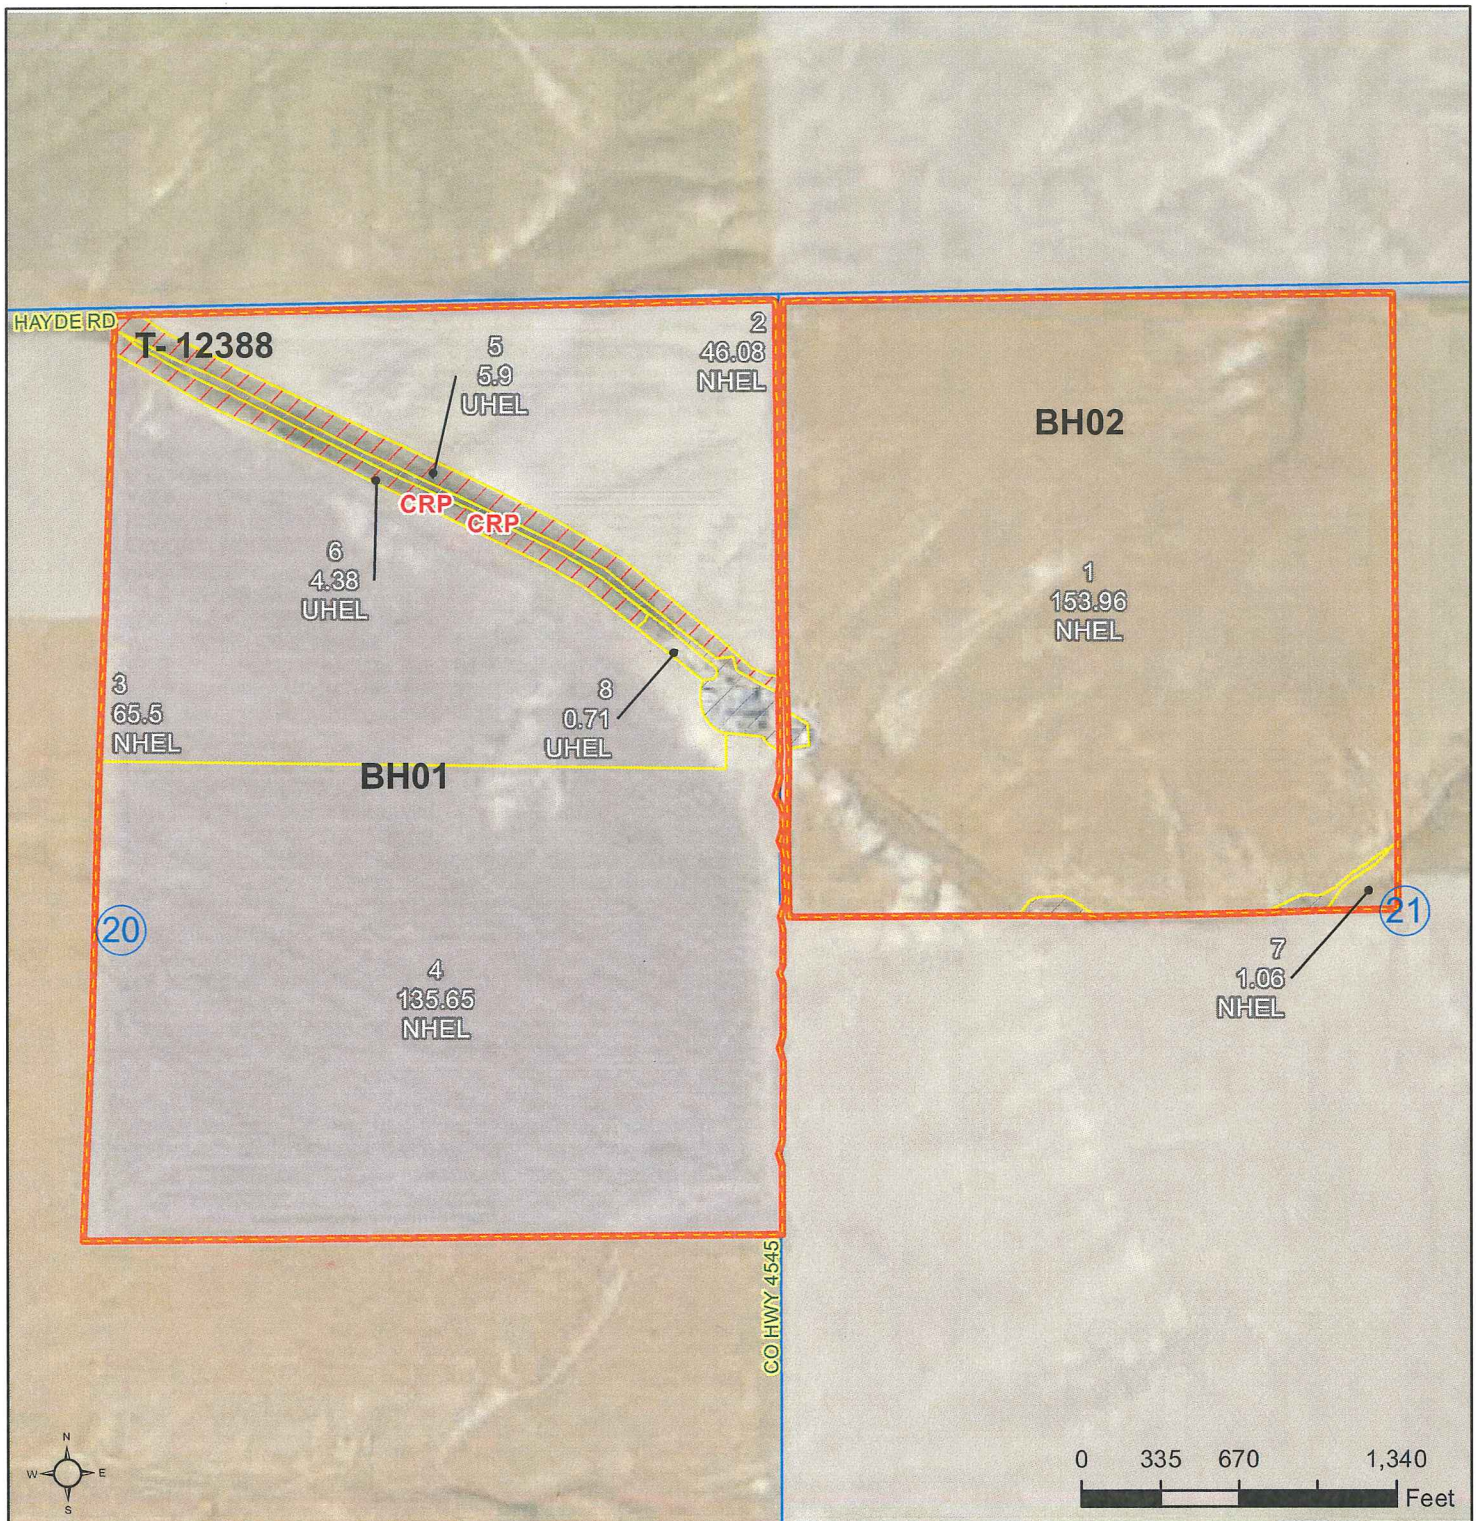 HAYDE RD
T- 12388
5
5.9
UHEL
2
46.08
NHEL
BH02
CRP
CRP
6
4.38
UHEL
1
153.96
NHEL
3
65.5
NHEL
8
0.71
UHEL
BH01
20
21
4
135.65
NHEL
7
1.06
NHEL
CO HWY 4545
N
W
E
S
0 335 670 1,340
Feet